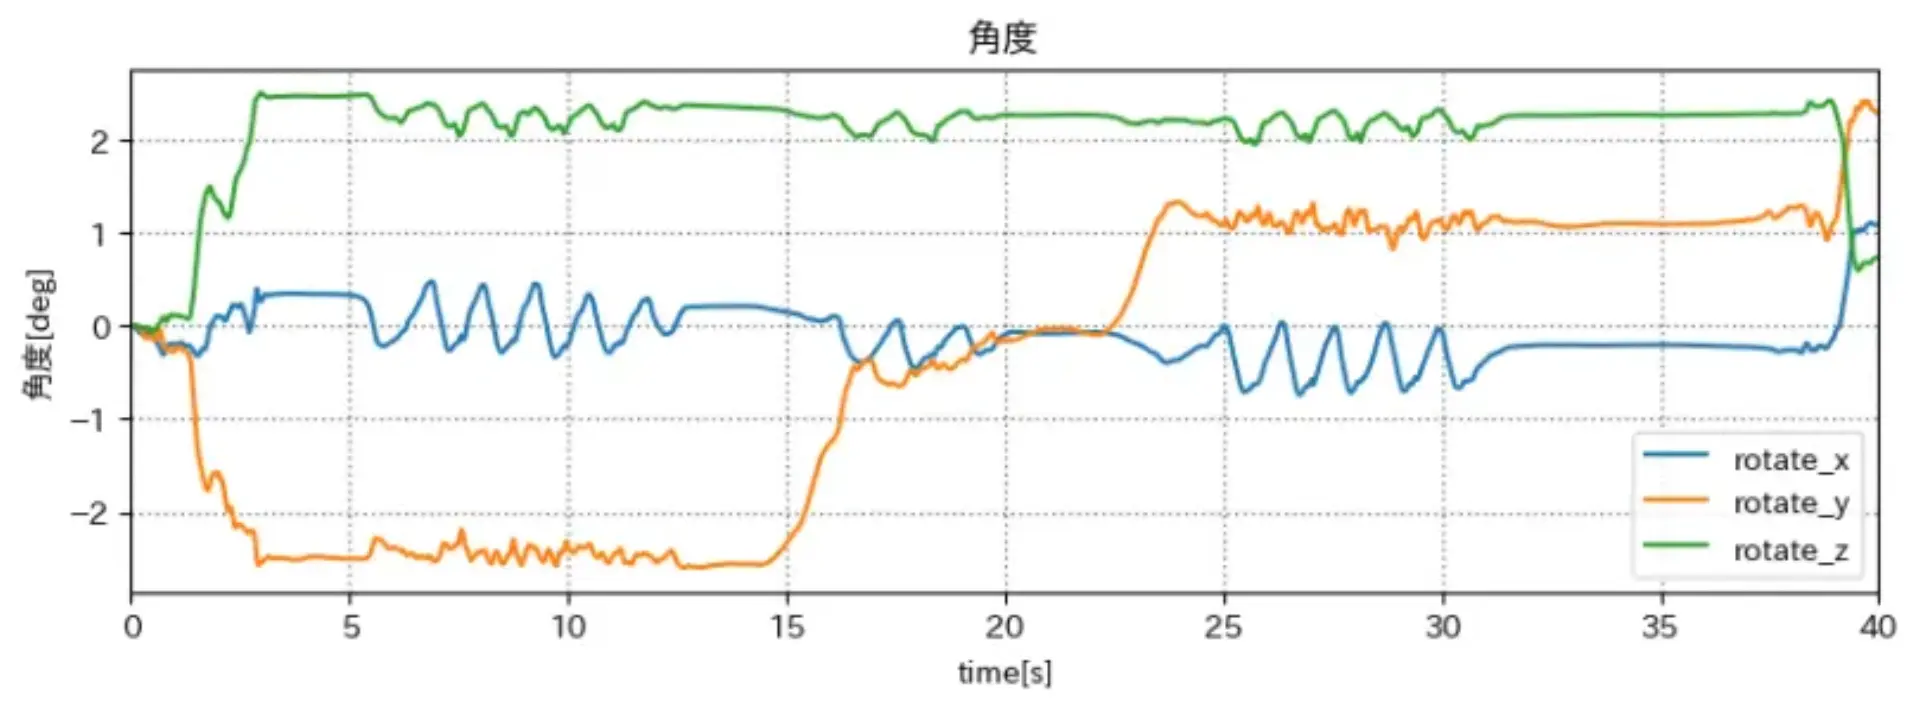 角度
角度[deg]
2
1
0
−1
−2
0 5 10 15 20 25 30 35 40
time[s]
rotate_x
rotate_y
rotate_z